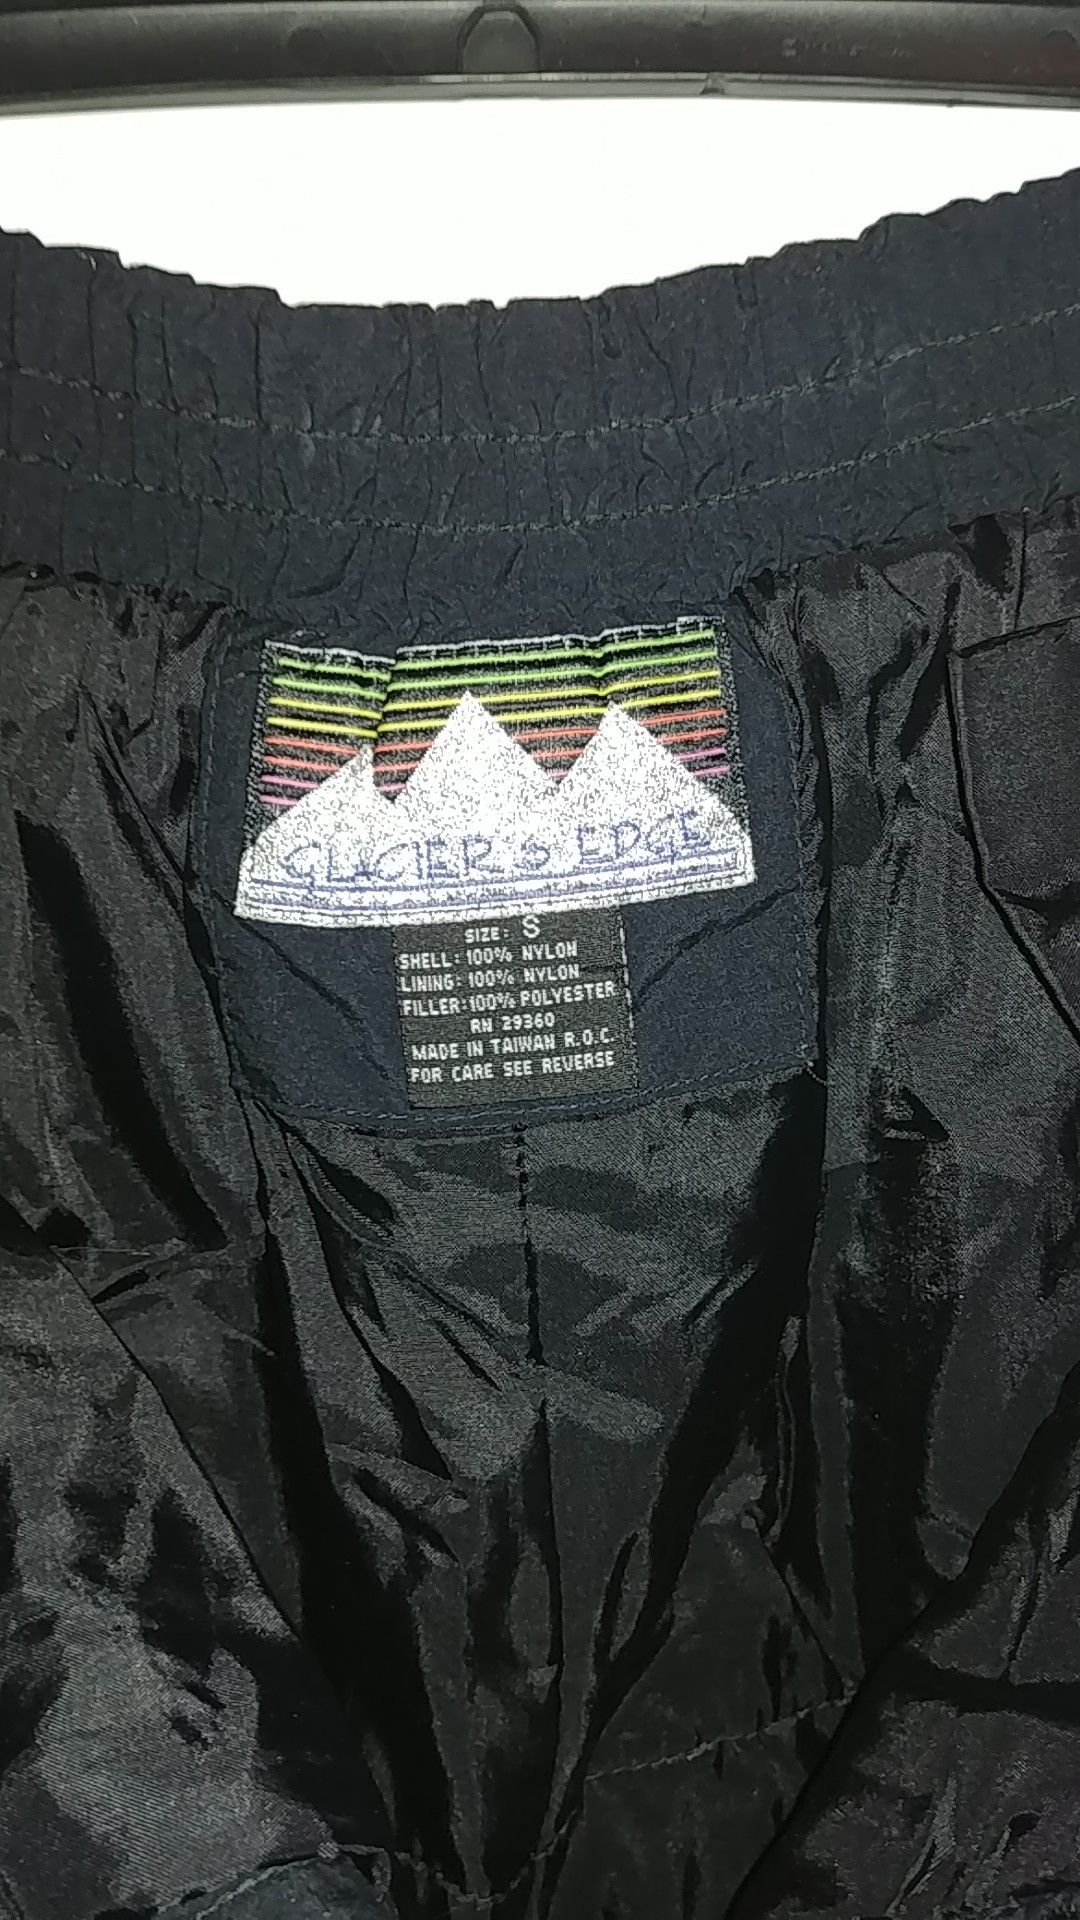 GLACIER'S EDGE
SIZE: S
SHELL: 100% NYLON
LINING: 100% NYLON
FILLER: 100% POLYESTER
RN 29360
MADE IN TAIWAN R.O.C.
FOR CARE SEE REVERSE